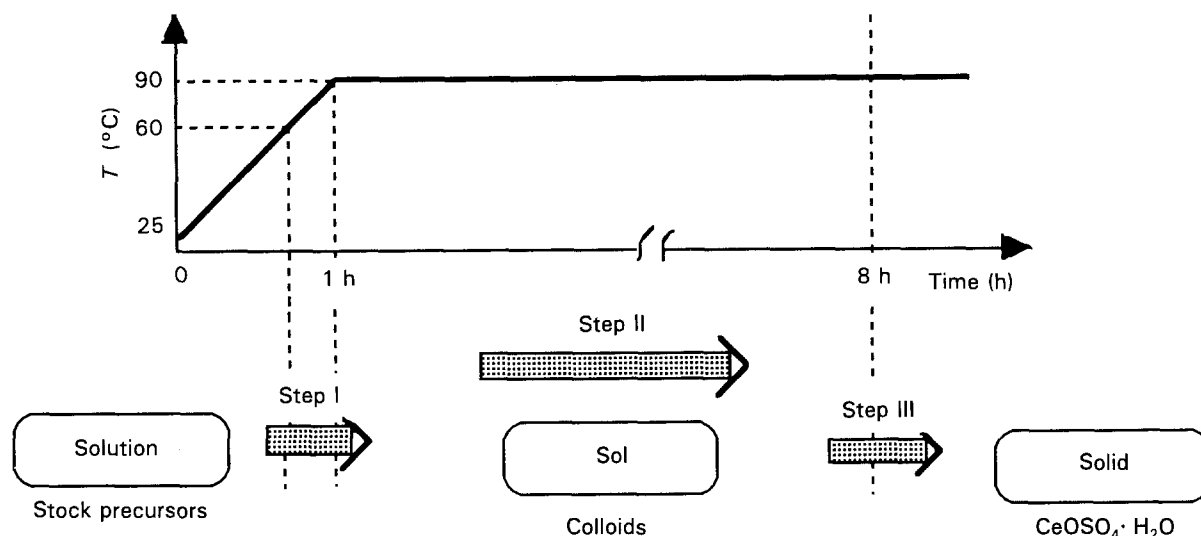 90
60
T (°C)
25
0
1 h
8 h
Time (h)
Step II
Step I
Step III
Solution
Sol
Solid
Stock precursors
Colloids
CeOSO₄· H₂O